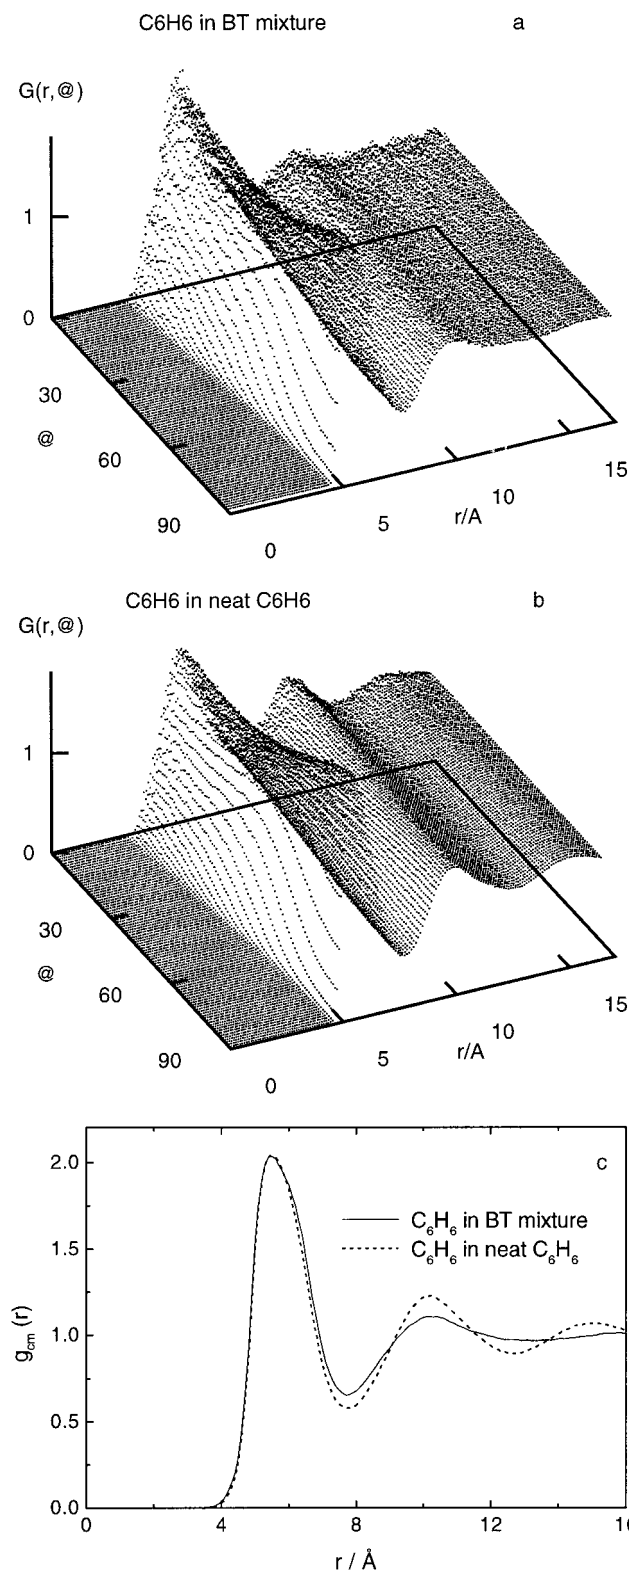 C6H6 in BT mixture a
G(r,@)
1
0
30
@
60
90
0
5
10
15
r/A
C6H6 in neat C6H6 b
G(r,@)
1
0
30
@
60
90
0
5
10
15
r/A
c
2.0
1.5
1.0
0.5
0.0
g_cm (r)
C₆H₆ in BT mixture
C₆H₆ in neat C₆H₆
0 4 8 12 16
r / Å